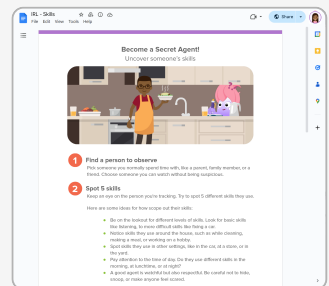 IRL - Skills
File Edit View Tools Help
Share
Become a Secret Agent!
Uncover someone's skills
1 Find a person to observe
Pick someone you normally spend time with, like a parent, family member, or a
friend. Choose someone you can watch without being suspicious.
2 Spot 5 skills
Keep an eye on the person you're tracking. Try to spot 5 different skills they use.
Here are some ideas for how scope out their skills:
Be on the lookout for different levels of skills. Look for basic skills
like listening, to more difficult skills like fixing a car.
Notice skills they use around the house, such as while cleaning,
making a meal, or working on a hobby.
Spot skills they use in other settings, like in the car, at a store, or in
the yard.
Pay attention to the time of day. Do they use different skills in the
morning, at lunchtime, or at night?
A good agent is watchful but also respectful. Be careful not to hide,
snoop, or make anyone feel scared.